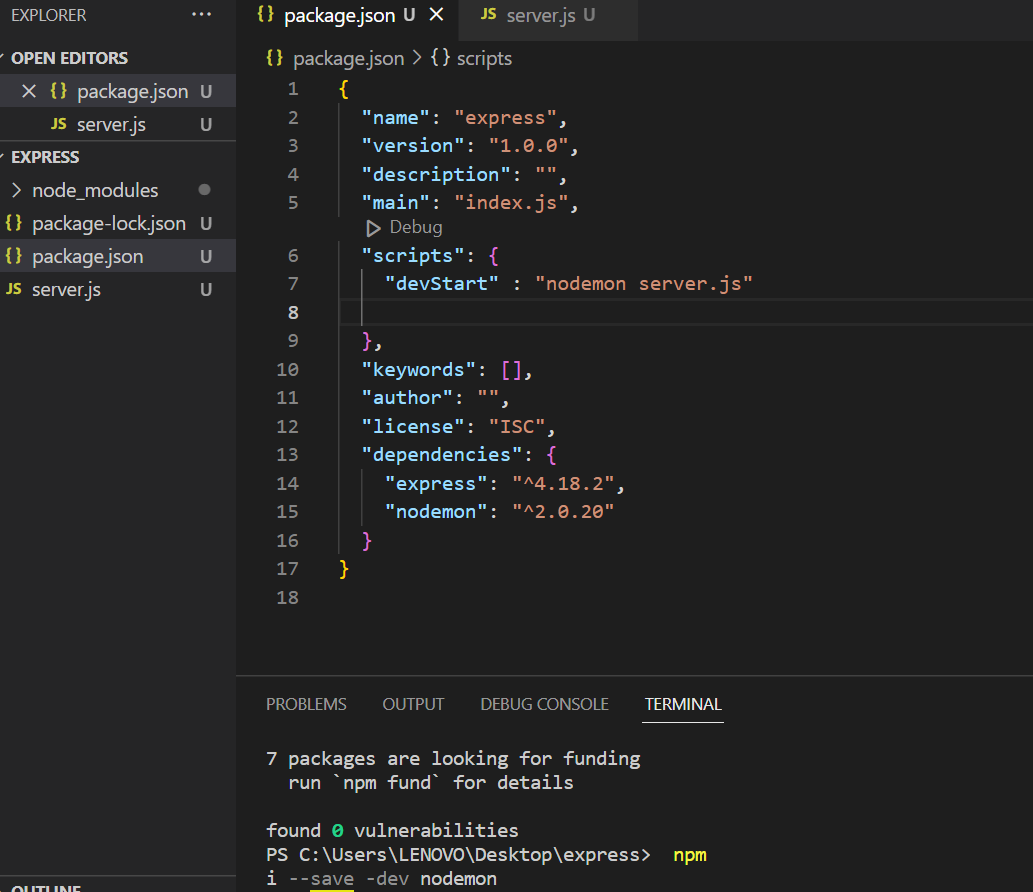 EXPLORER ...
OPEN EDITORS
{} package.json U
JS server.js U
EXPRESS
node_modules
{} package-lock.json U
{} package.json U
JS server.js U
OUTLINE
{} package.json U
JS server.js U
{} package.json > {} scripts
1 {
2 "name": "express",
3 "version": "1.0.0",
4 "description": "",
5 "main": "index.js",
Debug
6 "scripts": {
7 "devStart" : "nodemon server.js"
8
9 },
10 "keywords": [],
11 "author": "",
12 "license": "ISC",
13 "dependencies": {
14 "express": "^4.18.2",
15 "nodemon": "^2.0.20"
16 }
17 }
18
PROBLEMS OUTPUT DEBUG CONSOLE TERMINAL
7 packages are looking for funding
run `npm fund` for details
found 0 vulnerabilities
PS C:\Users\LENOVO\Desktop\express> npm
i --save -dev nodemon